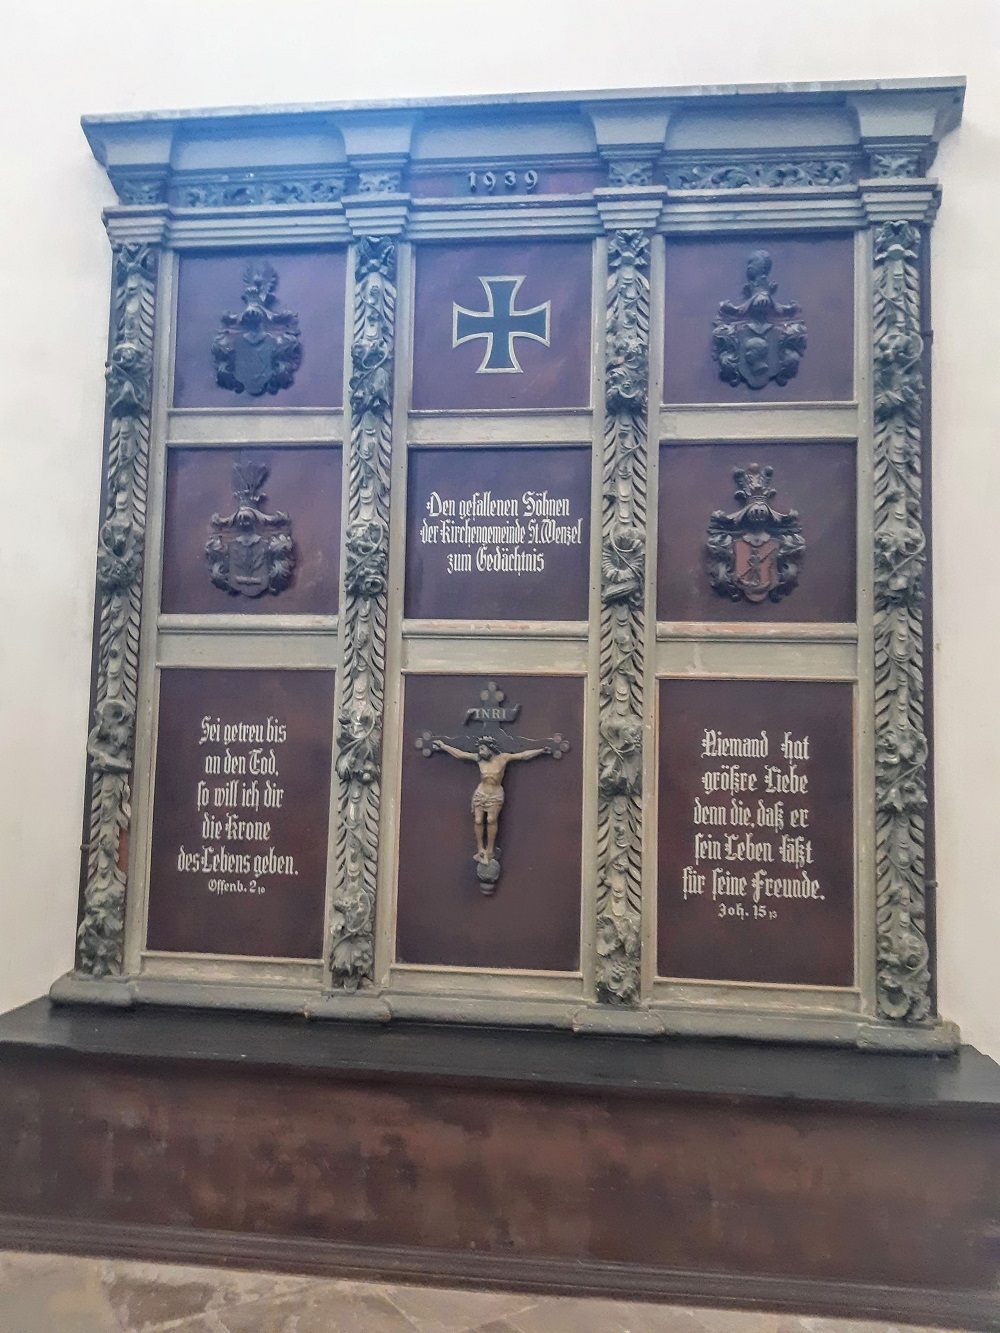 1939
Den gefallenen Söhnen
der Kirchengemeinde St. Wenzel
zum Gedächtnis
Sei getreu bis
an den Tod,
so will ich dir
die Krone
des Lebens geben.
Offenb. 2,10
INRI
Niemand hat
größre Liebe
denn die, daß er
sein Leben läßt
für seine Freunde.
Joh. 15,13